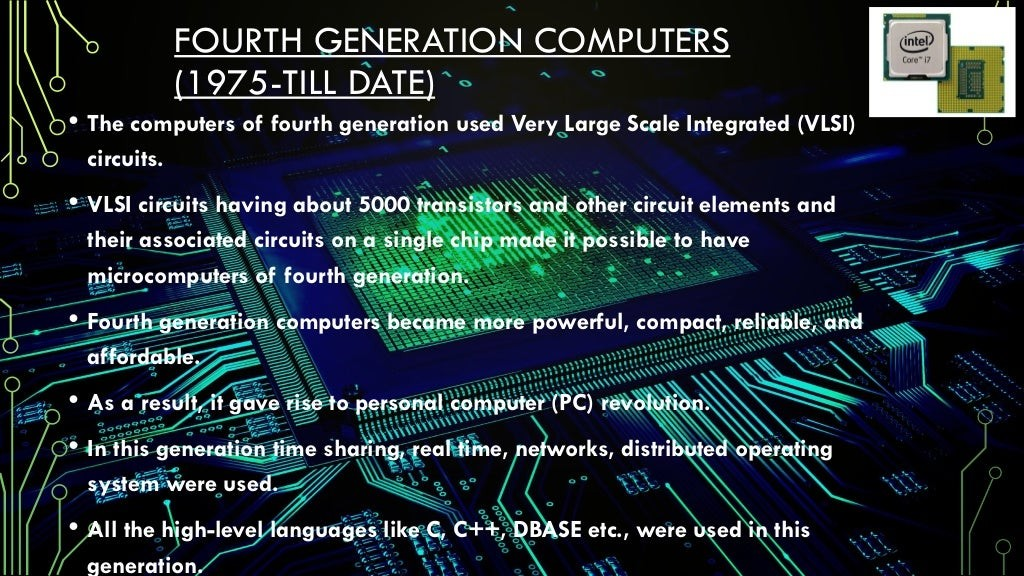 FOURTH GENERATION COMPUTERS
(1975-TILL DATE)
intel
Core™ i7
• The computers of fourth generation used Very Large Scale Integrated (VLSI)
circuits.
• VLSI circuits having about 5000 transistors and other circuit elements and
their associated circuits on a single chip made it possible to have
microcomputers of fourth generation.
• Fourth generation computers became more powerful, compact, reliable, and
affordable.
• As a result, it gave rise to personal computer (PC) revolution.
• In this generation time sharing, real time, networks, distributed operating
system were used.
• All the high-level languages like C, C++, DBASE etc., were used in this
generation.